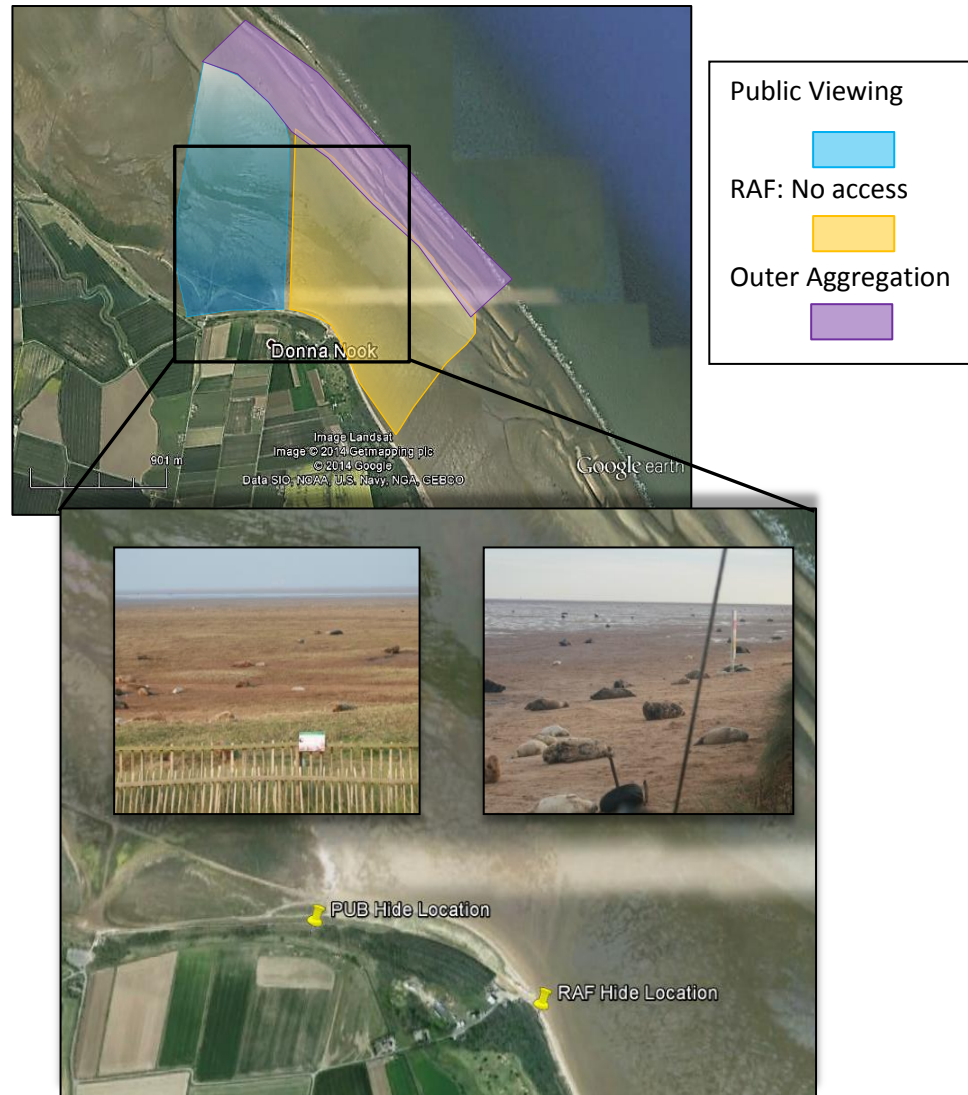 Public Viewing
RAF: No access
Outer Aggregation
Donna Nook
Image Landsat
Image © 2014 Getmapping plc
© 2014 Google
Data SIO, NOAA, U.S. Navy, NGA, GEBCO
901 m
Google earth
PUB Hide Location
RAF Hide Location